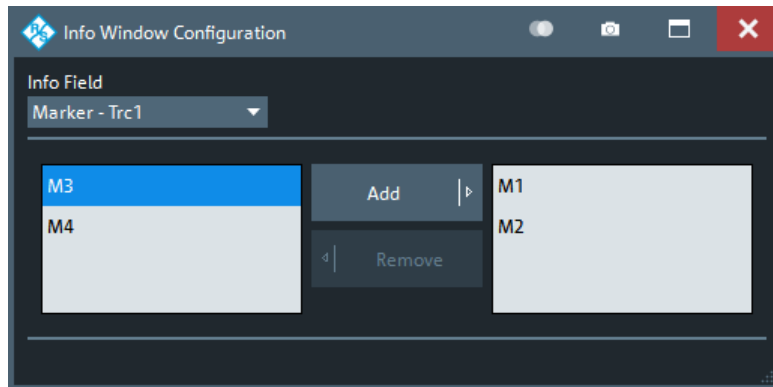 R&S Info Window Configuration
Info Field
Marker - Trc1
M3
M4
Add
Remove
M1
M2